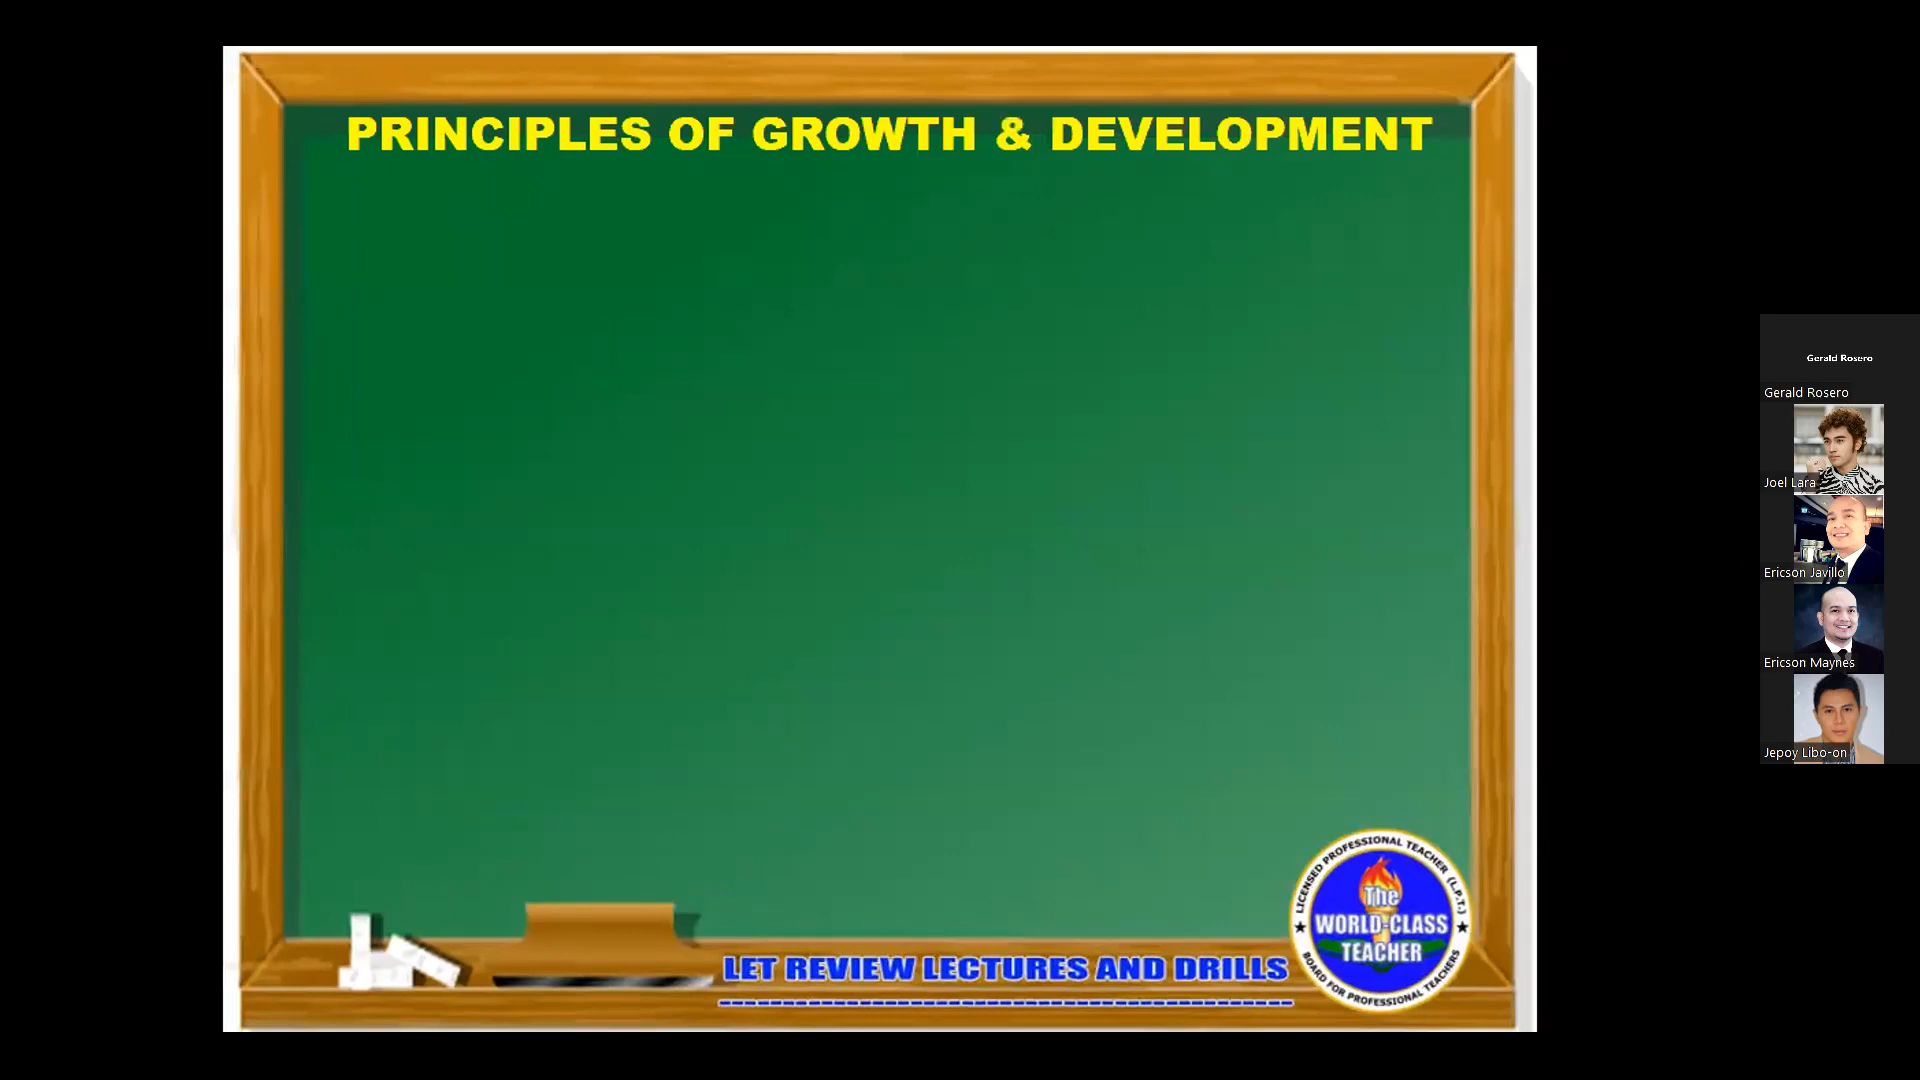 PRINCIPLES OF GROWTH & DEVELOPMENT
Gerald Rosero
Gerald Rosero
Joel Lara
Ericson Javillo
Ericson Maynes
Jepoy Libo-on
LICENSED PROFESSIONAL TEACHER (L.P.T.)
The
WORLD-CLASS
TEACHER
BOARD FOR PROFESSIONAL TEACHERS
LET REVIEW LECTURES AND DRILLS